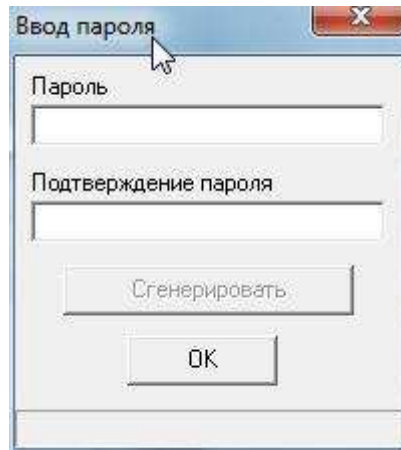 Ввод пароля
Пароль
Подтверждение пароля
Сгенерировать
OK